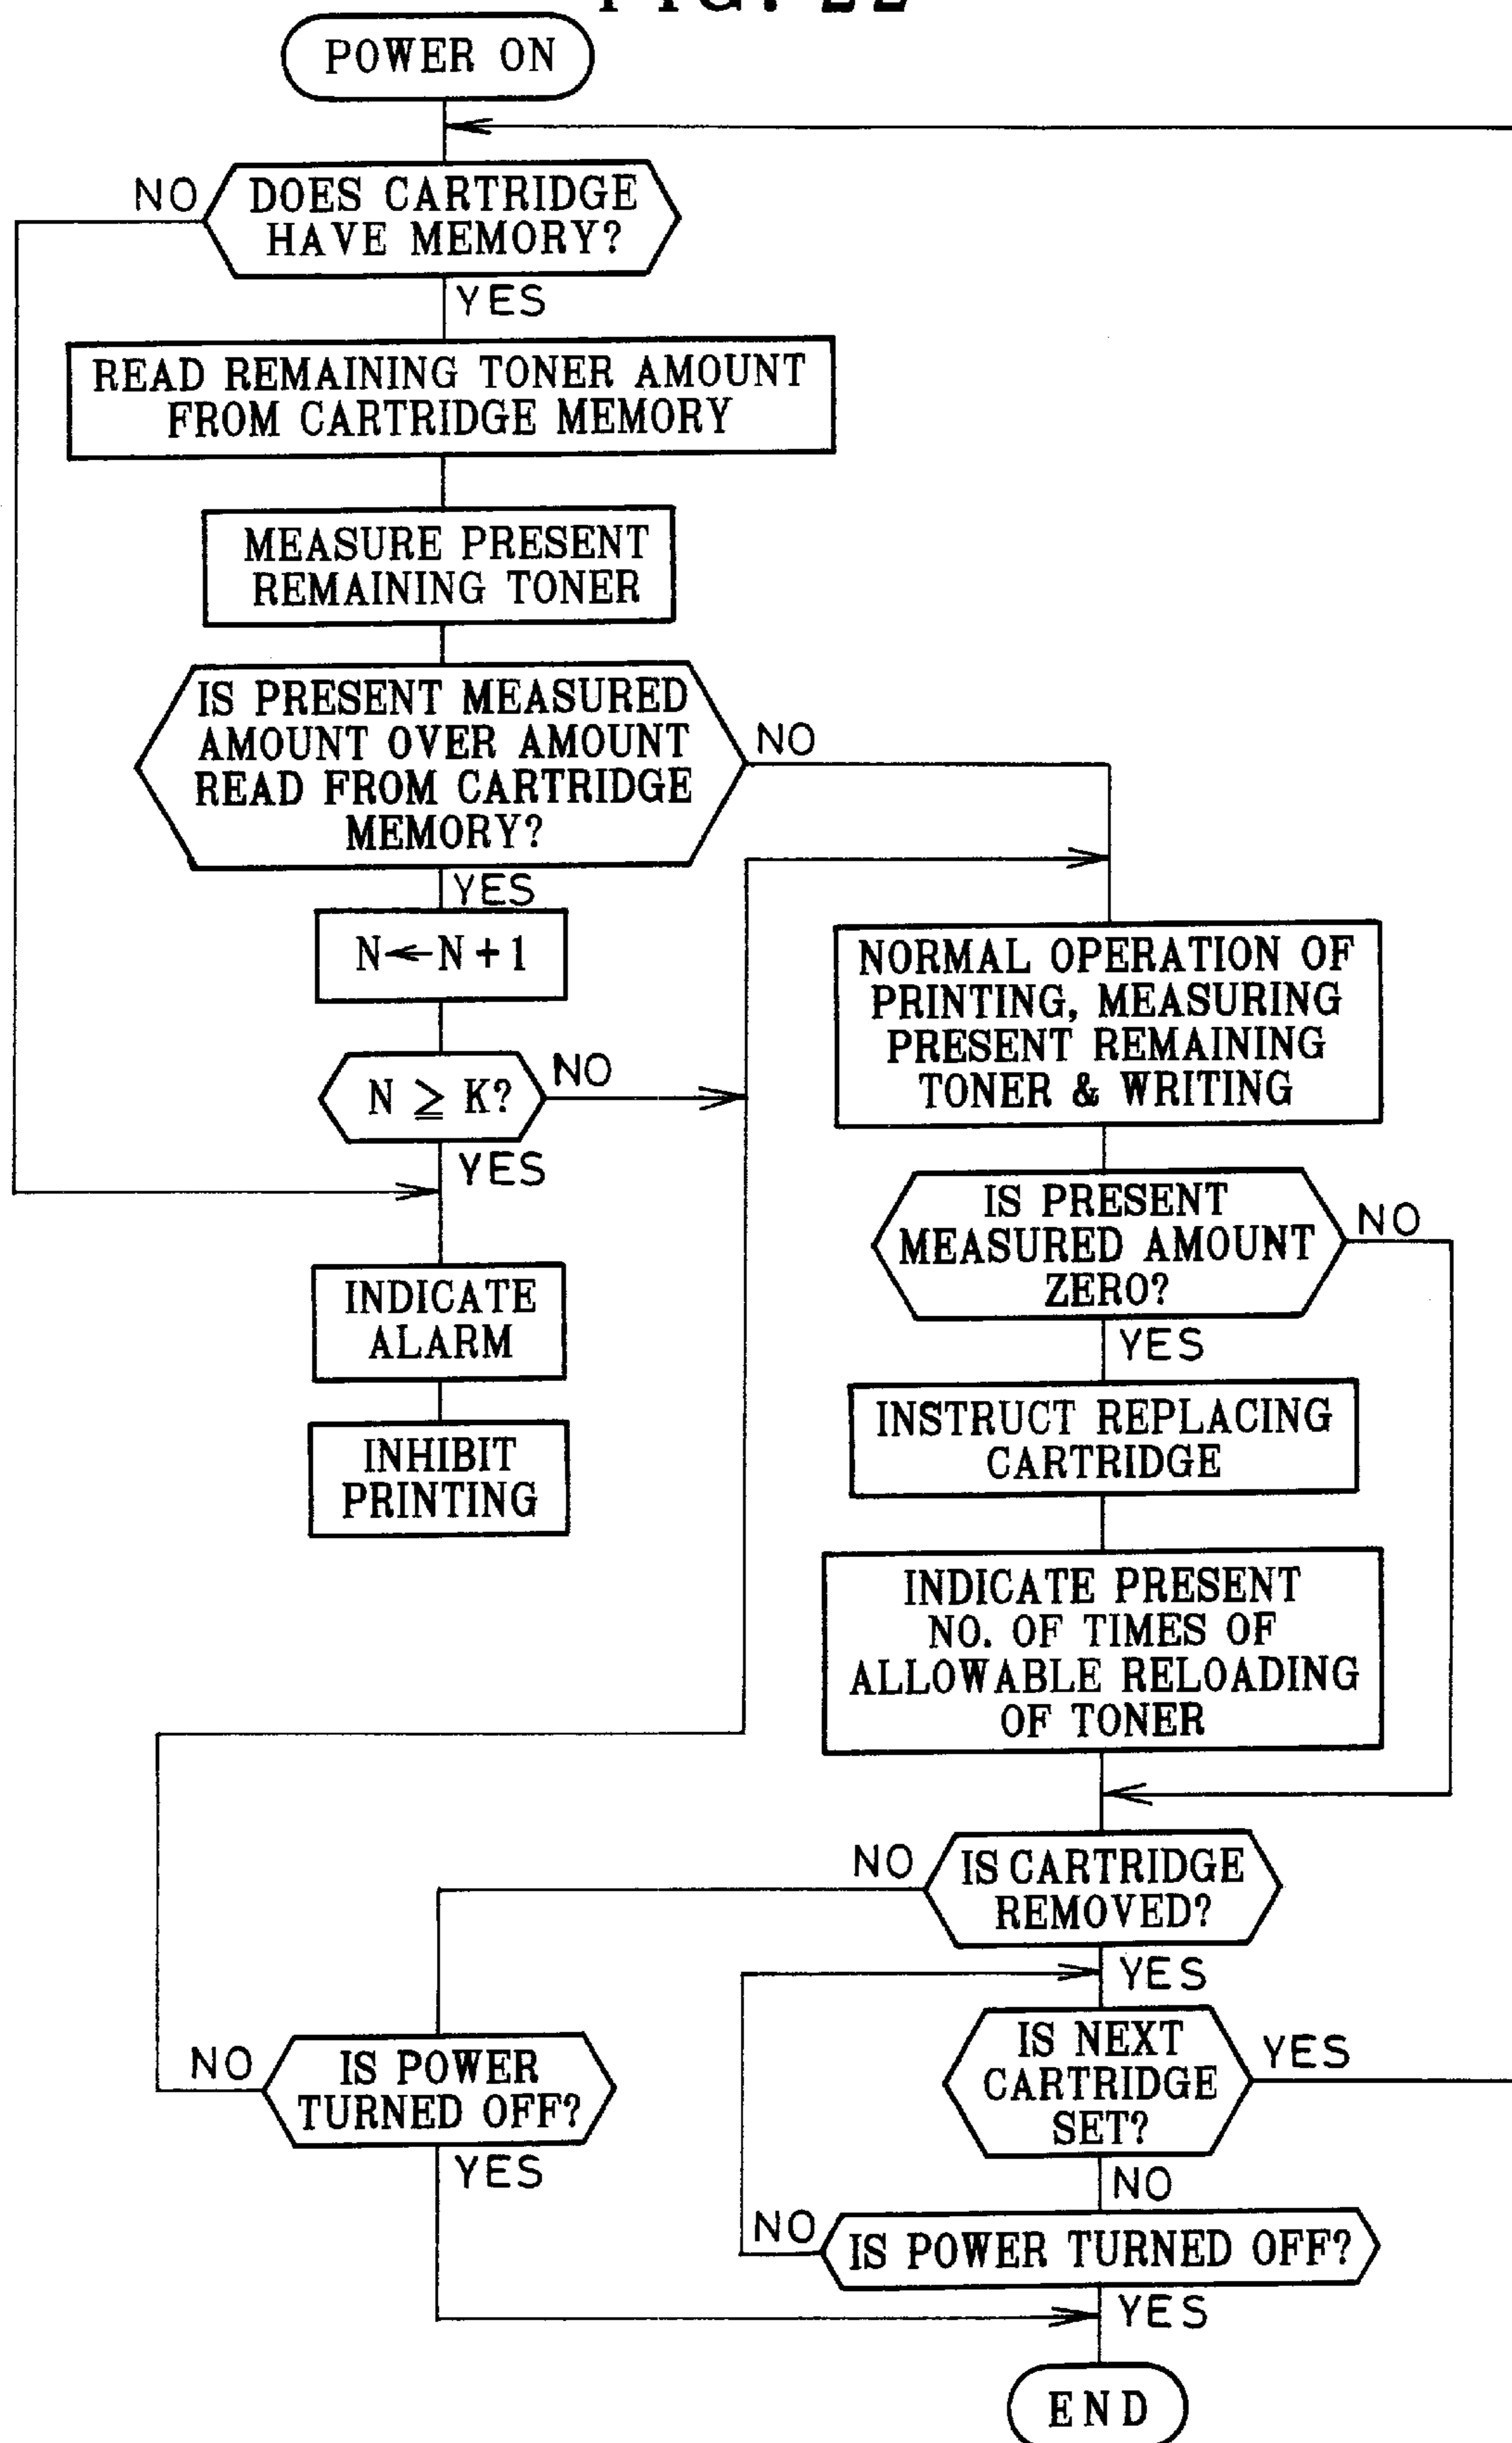 FIG. 22
POWER ON
NO
DOES CARTRIDGE
HAVE MEMORY?
YES
READ REMAINING TONER AMOUNT
FROM CARTRIDGE MEMORY
MEASURE PRESENT
REMAINING TONER
IS PRESENT MEASURED
AMOUNT OVER AMOUNT
READ FROM CARTRIDGE
MEMORY?
NO
YES
N←N+1
N ≧ K?
NO
YES
INDICATE
ALARM
INHIBIT
PRINTING
NORMAL OPERATION OF
PRINTING, MEASURING
PRESENT REMAINING
TONER & WRITING
IS PRESENT
MEASURED AMOUNT
ZERO?
NO
YES
INSTRUCT REPLACING
CARTRIDGE
INDICATE PRESENT
NO. OF TIMES OF
ALLOWABLE RELOADING
OF TONER
NO
IS CARTRIDGE
REMOVED?
YES
NO
IS POWER
TURNED OFF?
YES
IS NEXT
CARTRIDGE
SET?
YES
NO
NO
IS POWER TURNED OFF?
YES
END